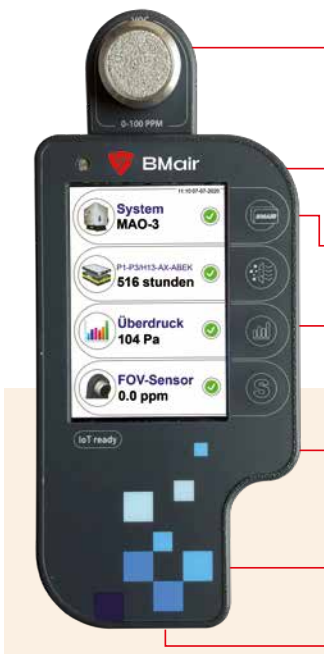 VOC
0-100 PPM
BMair
11:10 07-07-2020
System
MAO-3
BMAIR
P1-P3/H13-AX-ABEK
516 stunden
Überdruck
104 Pa
FOV-Sensor
0.0 ppm
S
IoT ready